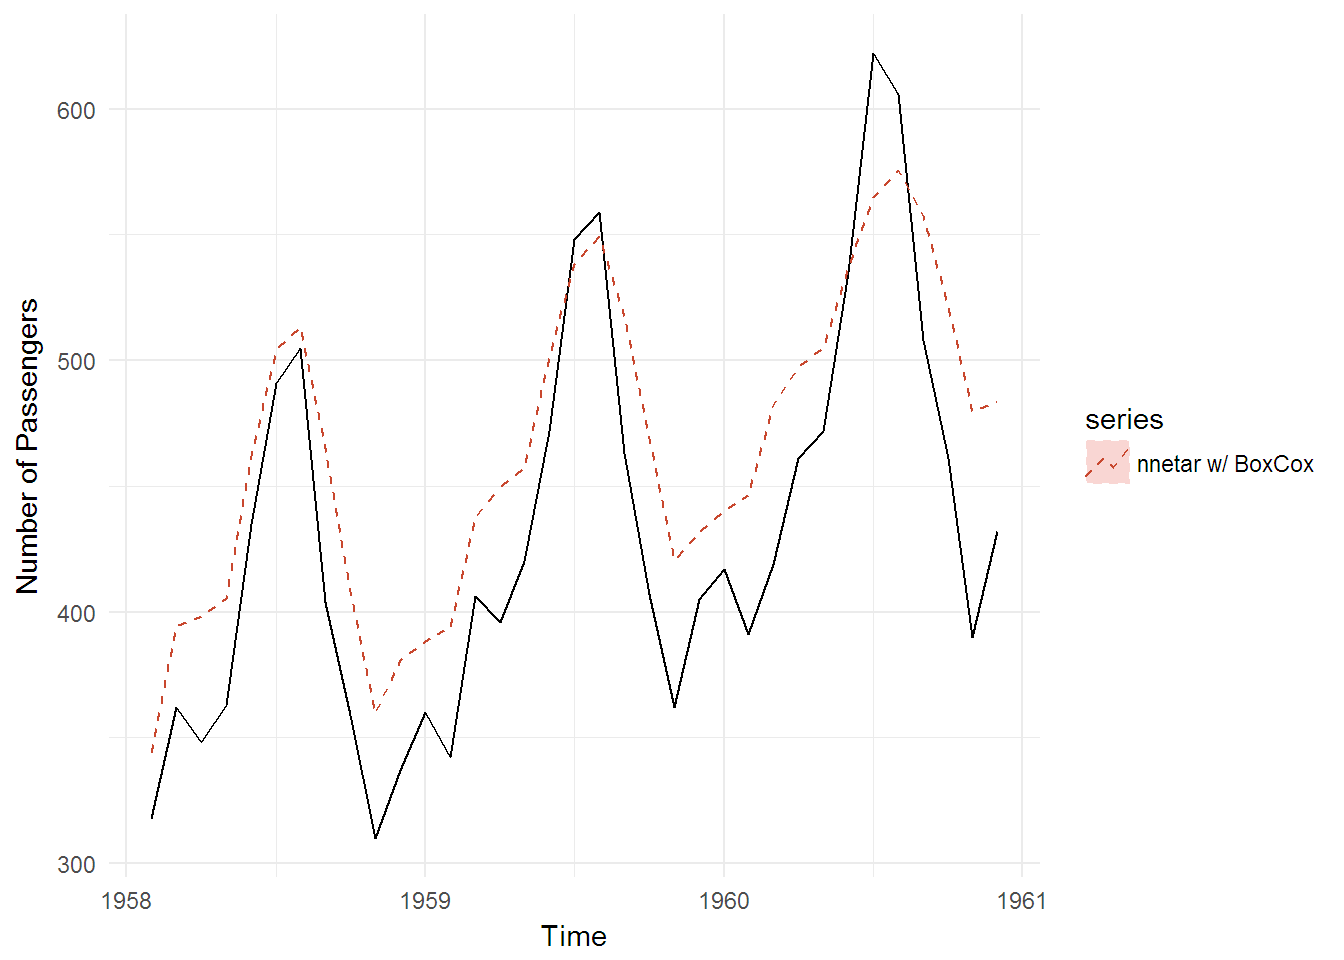 600
500
400
300
Number of Passengers
1958
1959
1960
1961
Time
series
nnetar w/ BoxCox